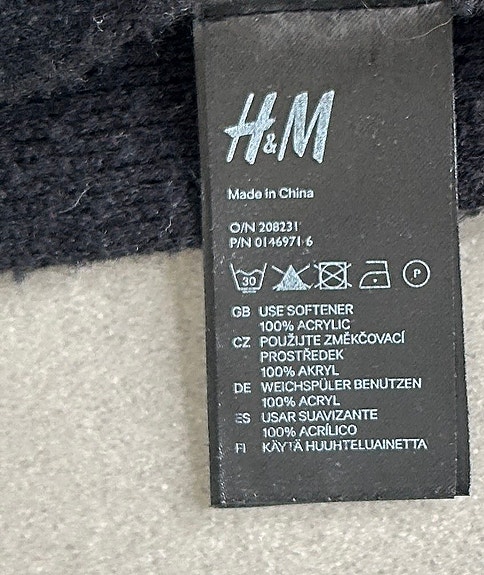 H&M
Made in China
O/N 208231
P/N 0146971 6
30 P
GB USE SOFTENER
100% ACRYLIC
CZ POUŽIJTE ZMĚKČOVACÍ
PROSTŘEDEK
100% AKRYL
DE WEICHSPÜLER BENUTZEN
100% ACRYL
ES USAR SUAVIZANTE
100% ACRÍLICO
FI KÄYTÄ HUUHTELUAINETTA